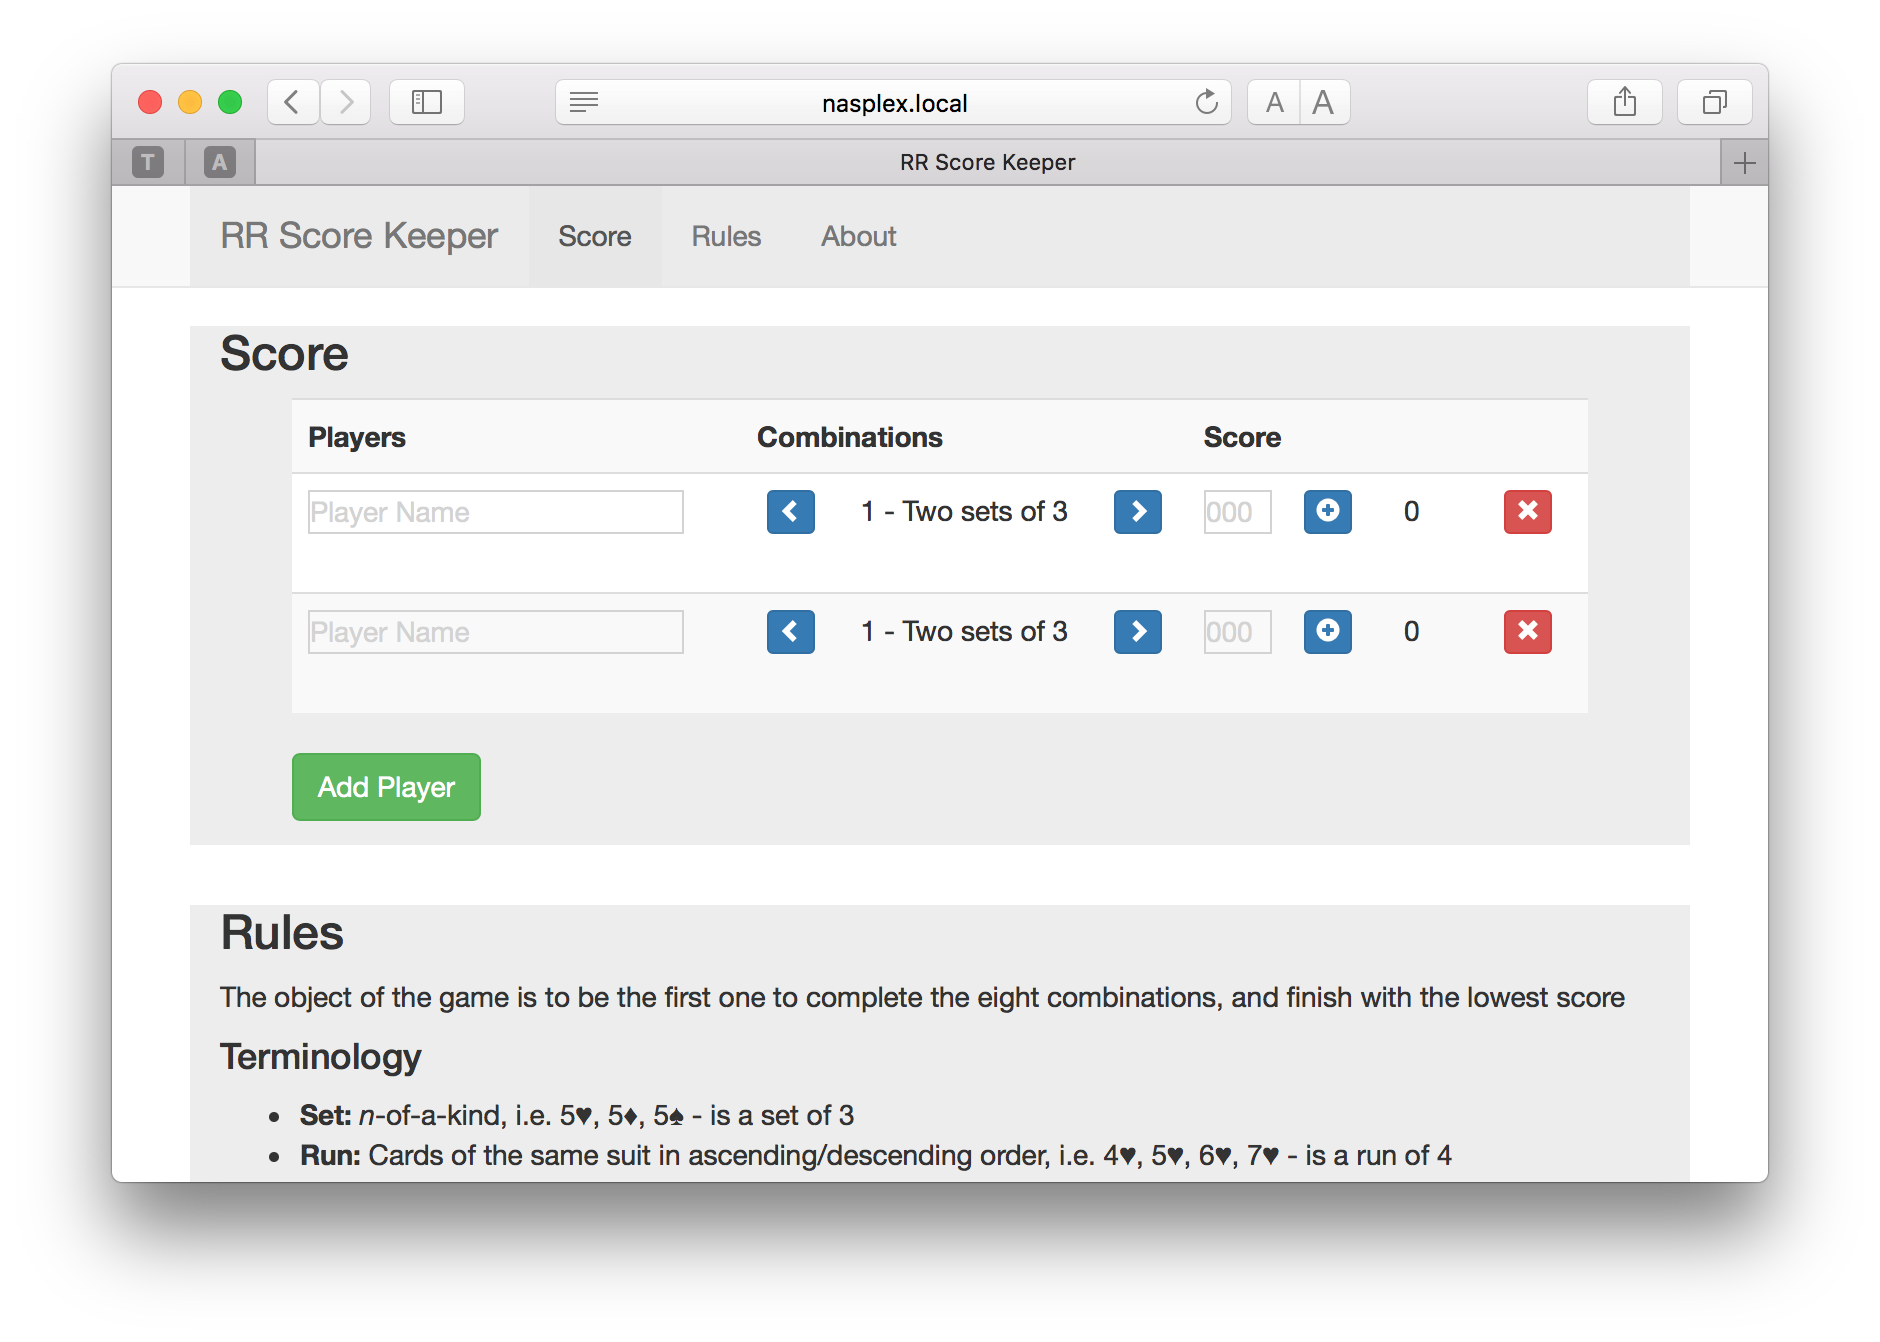 nasplex.local
A A
T
A
RR Score Keeper
RR Score Keeper Score Rules About
Score
Players Combinations Score
Player Name 1 - Two sets of 3 000 0
Player Name 1 - Two sets of 3 000 0
Add Player
Rules
The object of the game is to be the first one to complete the eight combinations, and finish with the lowest score
Terminology
• Set: n-of-a-kind, i.e. 5♥, 5♦, 5♠ - is a set of 3
• Run: Cards of the same suit in ascending/descending order, i.e. 4♥, 5♥, 6♥, 7♥ - is a run of 4